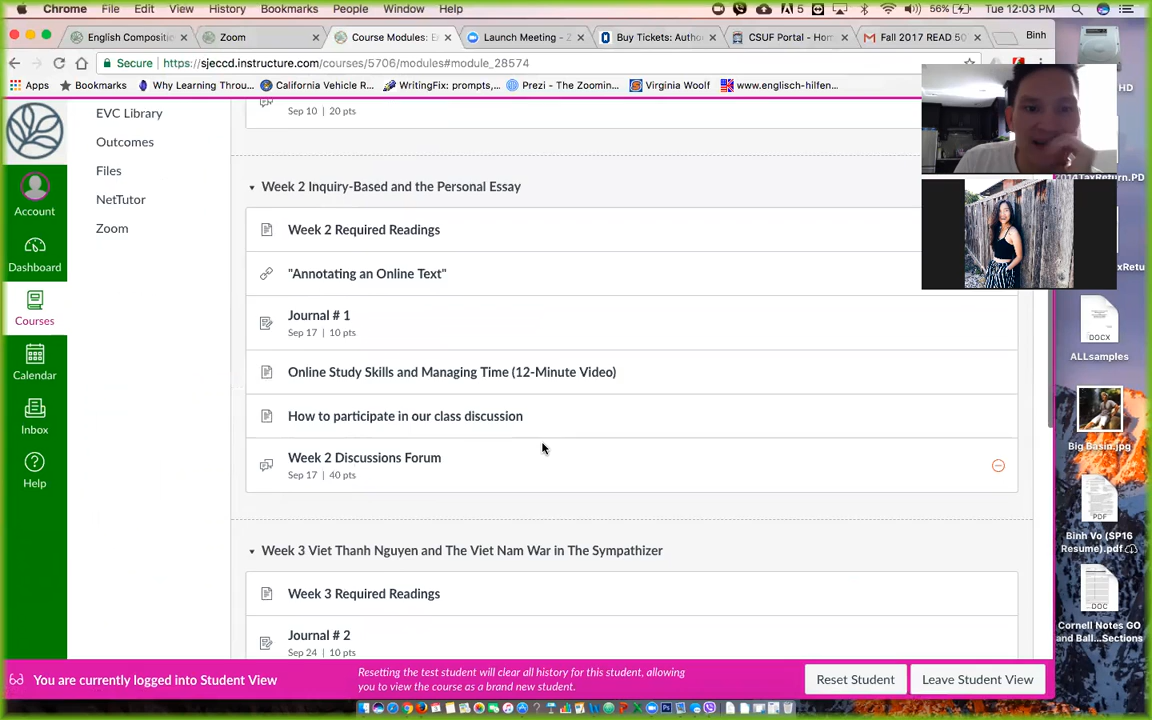 Chrome File Edit View History Bookmarks People Window Help
5 56% Tue 12:03 PM
English Composit
Zoom
Course Modules: E
Launch Meeting - Z
Buy Tickets: Autho
CSUF Portal - Hom
Fall 2017 READ 50
Binh
Secure | https://sjeccd.instructure.com/courses/5706/modules#module_28574
Apps Bookmarks Why Learning Throu... California Vehicle R... WritingFix: prompts,... Prezi - The Zoomin... Virginia Woolf www.englisch-hilfen...
HD
2014TaxReturn.PD
xRetu
DOCX
ALLsamples
Big Basin.jpg
PDF
Binh Vo (SP16
Resume).pdf
DOC
Cornell Notes GO
and Ball...Sections
Account
Dashboard
Courses
Calendar
Inbox
Help
EVC Library
Outcomes
Files
NetTutor
Zoom
Sep 10 | 20 pts
Week 2 Inquiry-Based and the Personal Essay
Week 2 Required Readings
"Annotating an Online Text"
Journal # 1
Sep 17 | 10 pts
Online Study Skills and Managing Time (12-Minute Video)
How to participate in our class discussion
Week 2 Discussions Forum
Sep 17 | 40 pts
Week 3 Viet Thanh Nguyen and The Viet Nam War in The Sympathizer
Week 3 Required Readings
Journal # 2
Sep 24 | 10 pts
You are currently logged into Student View
Resetting the test student will clear all history for this student, allowing
you to view the course as a brand new student.
Reset Student
Leave Student View